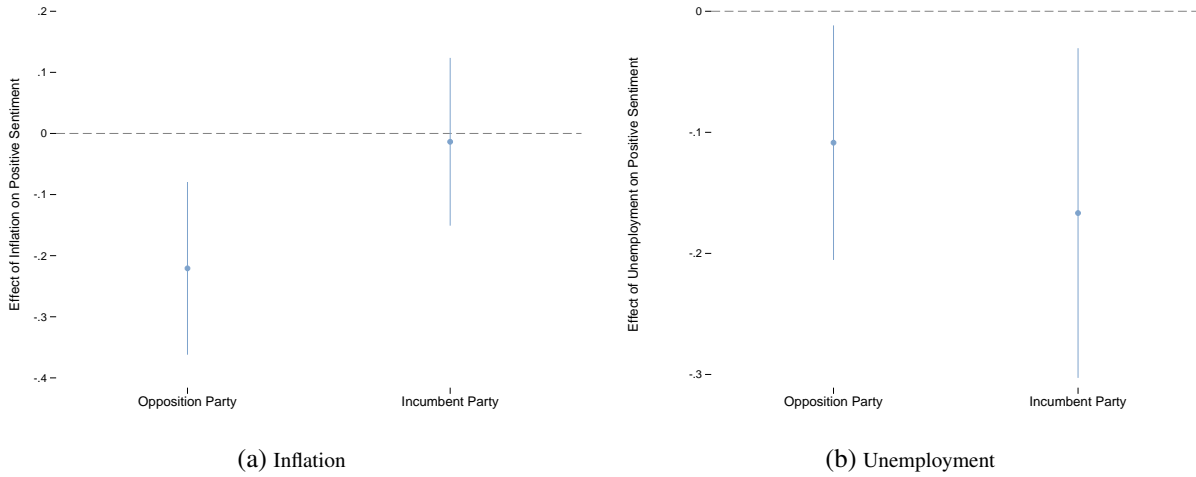 Effect of Inflation on Positive Sentiment
.2
.1
0
-.1
-.2
-.3
-.4
Opposition Party
Incumbent Party
(a) Inflation
Effect of Unemployment on Positive Sentiment
0
-.1
-.2
-.3
Opposition Party
Incumbent Party
(b) Unemployment